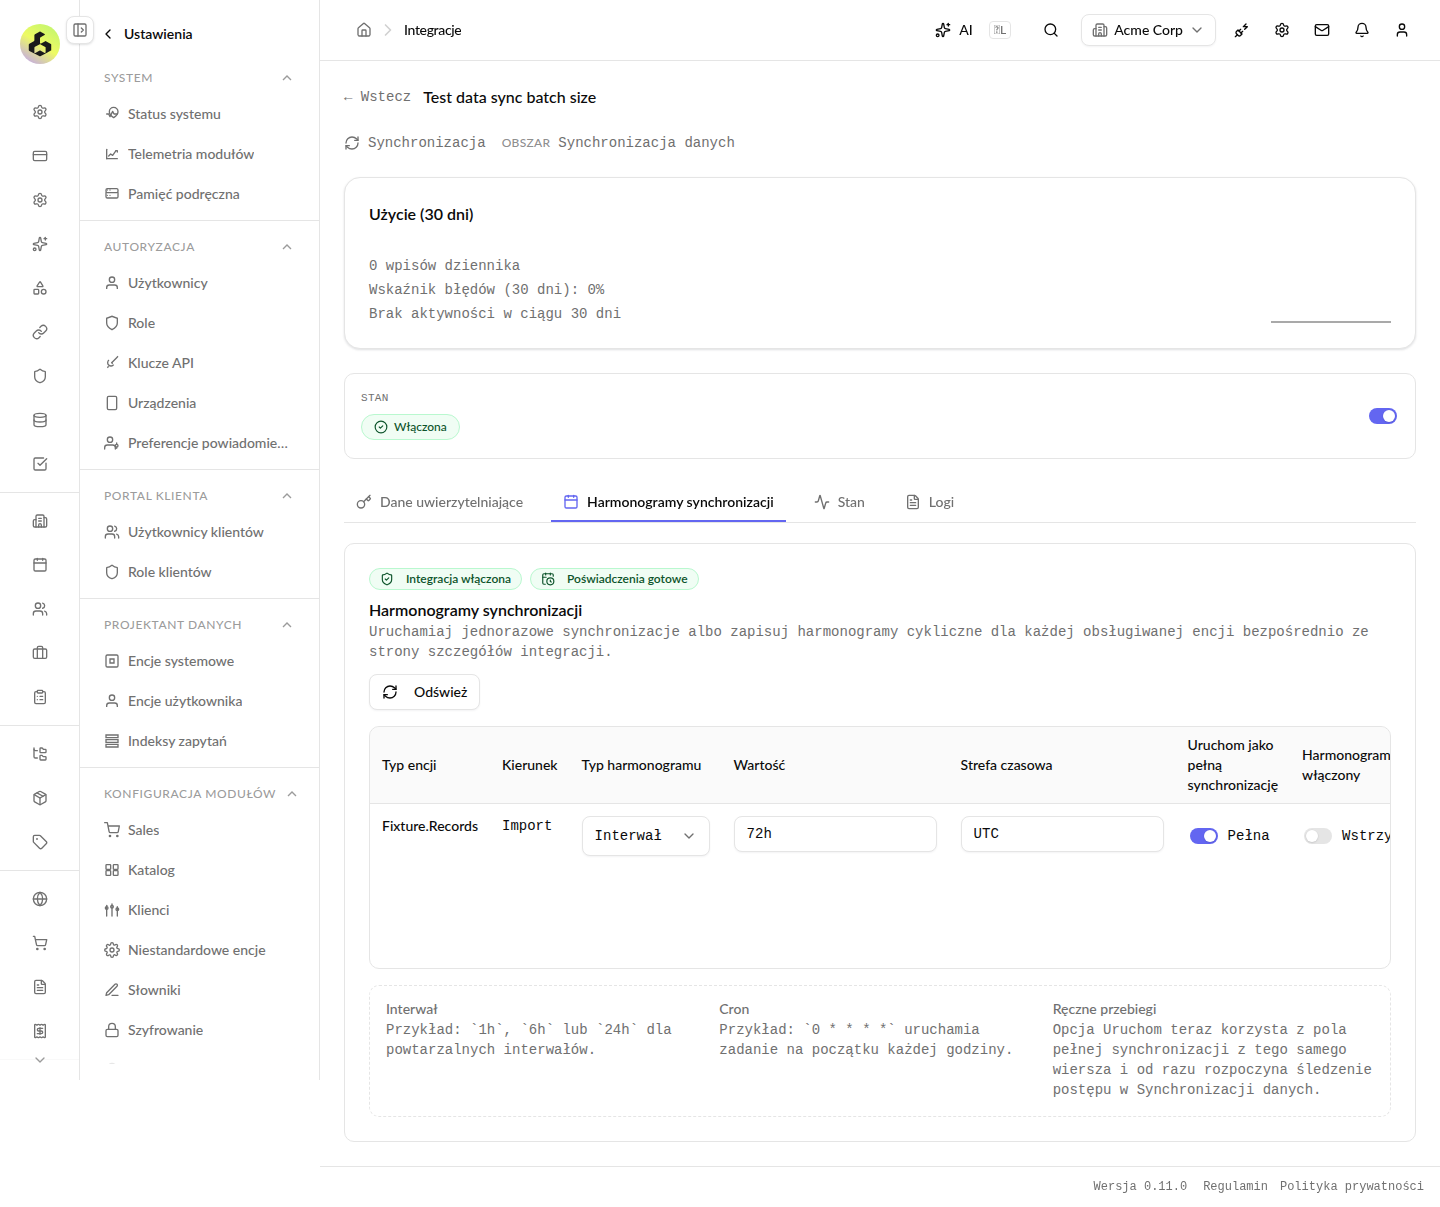 Ustawienia
SYSTEM
Status systemu
Telemetria modułów
Pamięć podręczna
AUTORYZACJA
Użytkownicy
Role
Klucze API
Urządzenia
Preferencje powiadomie...
PORTAL KLIENTA
Użytkownicy klientów
Role klientów
PROJEKTANT DANYCH
Encje systemowe
Encje użytkownika
Indeksy zapytań
KONFIGURACJA MODUŁÓW
Sales
Katalog
Klienci
Niestandardowe encje
Słowniki
Szyfrowanie
Integracje
AI
L
Acme Corp
← Wstecz Test data sync batch size
Synchronizacja OBSZAR Synchronizacja danych
Użycie (30 dni)
0 wpisów dziennika
Wskaźnik błędów (30 dni): 0%
Brak aktywności w ciągu 30 dni
STAN
Włączona
Dane uwierzytelniające
Harmonogramy synchronizacji
Stan
Logi
Integracja włączona
Poświadczenia gotowe
Harmonogramy synchronizacji
Uruchamiaj jednorazowe synchronizacje albo zapisuj harmonogramy cykliczne dla każdej obsługiwanej encji bezpośrednio ze
strony szczegółów integracji.
Odśwież
Typ encji
Kierunek
Typ harmonogramu
Wartość
Strefa czasowa
Uruchom jako
pełną
synchronizację
Harmonogram
włączony
Fixture.Records
Import
Interwał
72h
UTC
Pełna
Wstrzy
Interwał
Przykład: `1h`, `6h` lub `24h` dla
powtarzalnych interwałów.
Cron
Przykład: `0 * * * *` uruchamia
zadanie na początku każdej godziny.
Ręczne przebiegi
Opcja Uruchom teraz korzysta z pola
pełnej synchronizacji z tego samego
wiersza i od razu rozpoczyna śledzenie
postępu w Synchronizacji danych.
Wersja 0.11.0
Regulamin
Polityka prywatności